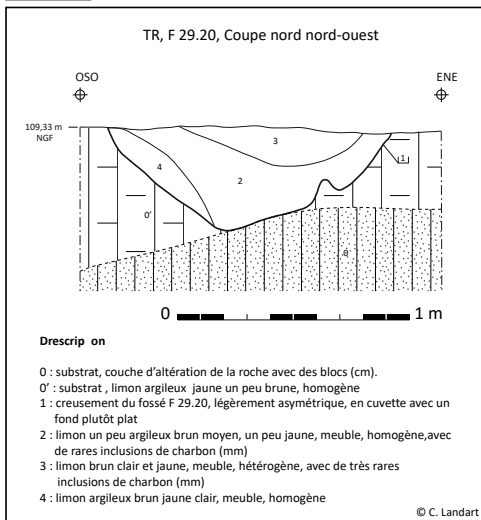 TR, F 29.20, Coupe nord nord-ouest
OSO
ENE
109,33 m
NGF
3
1
4
2
0'
0
0
1 m
Drescrip on
0 : substrat, couche d'altération de la roche avec des blocs (cm).
0' : substrat , limon argileux jaune un peu brune, homogène
1 : creusement du fossé F 29.20, légèrement asymétrique, en cuvette avec un
fond plutôt plat
2 : limon un peu argileux brun moyen, un peu jaune, meuble, homogène,avec
de rares inclusions de charbon (mm)
3 : limon brun clair et jaune, meuble, hétérogène, avec de très rares
inclusions de charbon (mm)
4 : limon argileux brun jaune clair, meuble, homogène
© C. Landart